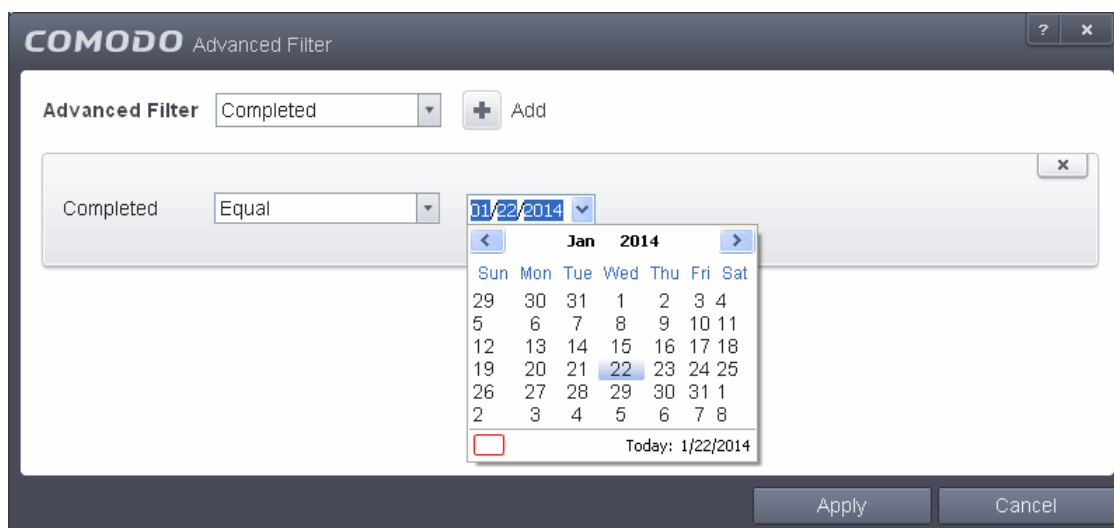 COMODO Advanced Filter ? x
Advanced Filter Completed + Add
x
Completed Equal 01/22/2014
< Jan 2014 >
Sun Mon Tue Wed Thu Fri Sat
29 30 31 1 2 3 4
5 6 7 8 9 10 11
12 13 14 15 16 17 18
19 20 21 22 23 24 25
26 27 28 29 30 31 1
2 3 4 5 6 7 8
Today: 1/22/2014
Apply Cancel